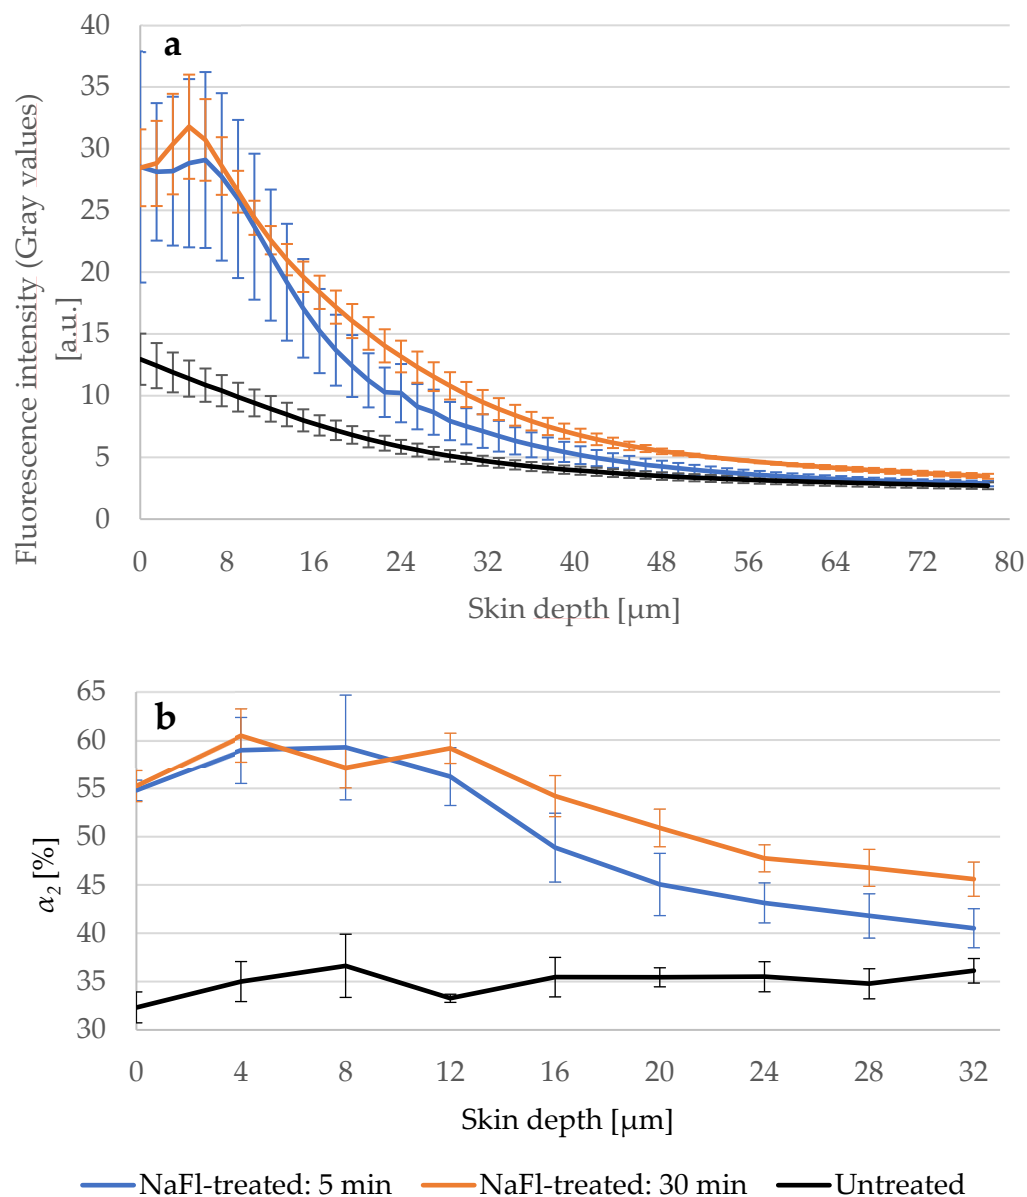 40
a
35
30
25
20
15
10
5
0
Fluorescence intensity (Gray values)
[a.u.]
0 8 16 24 32 40 48 56 64 72 80
Skin depth [µm]
65
b
60
55
50
45
40
35
30
α2 [%]
0 4 8 12 16 20 24 28 32
Skin depth [µm]
NaFl-treated: 5 min NaFl-treated: 30 min Untreated